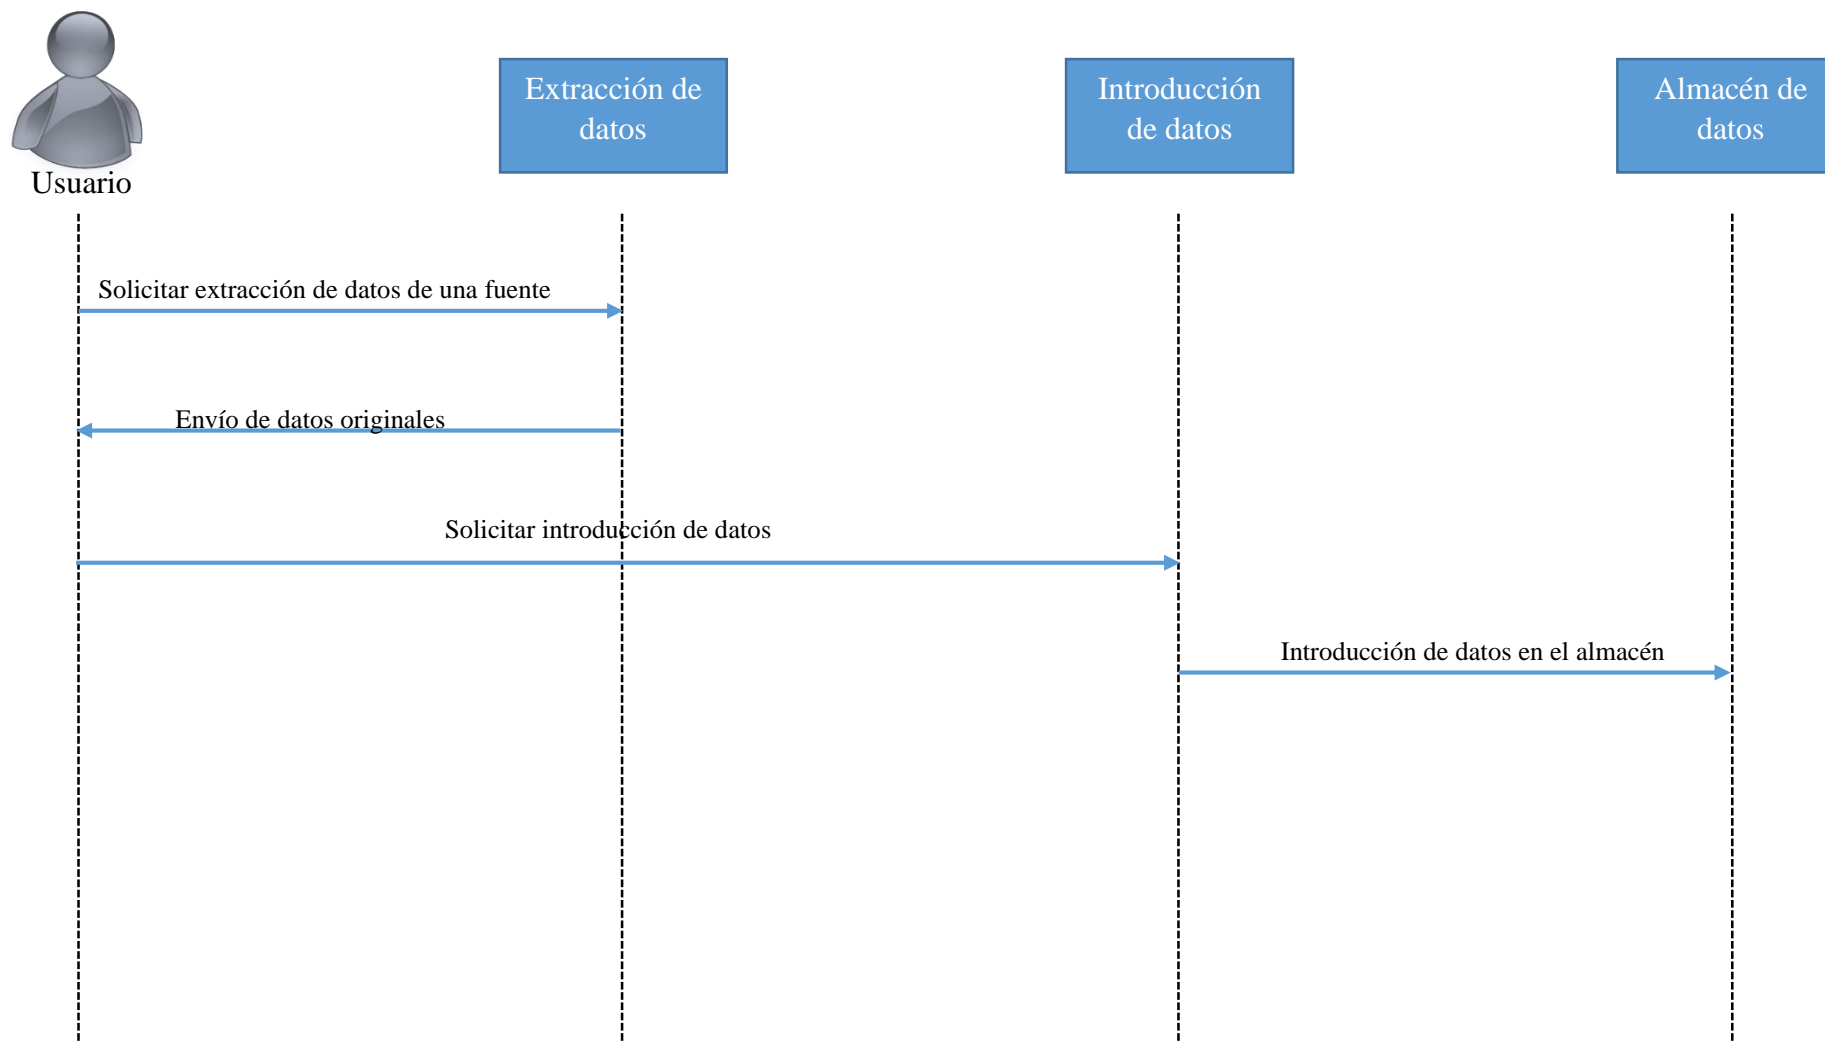 Usuario
Extracción de
datos
Introducción
de datos
Almacén de
datos
Solicitar extracción de datos de una fuente
Envío de datos originales
Solicitar introducción de datos
Introducción de datos en el almacén